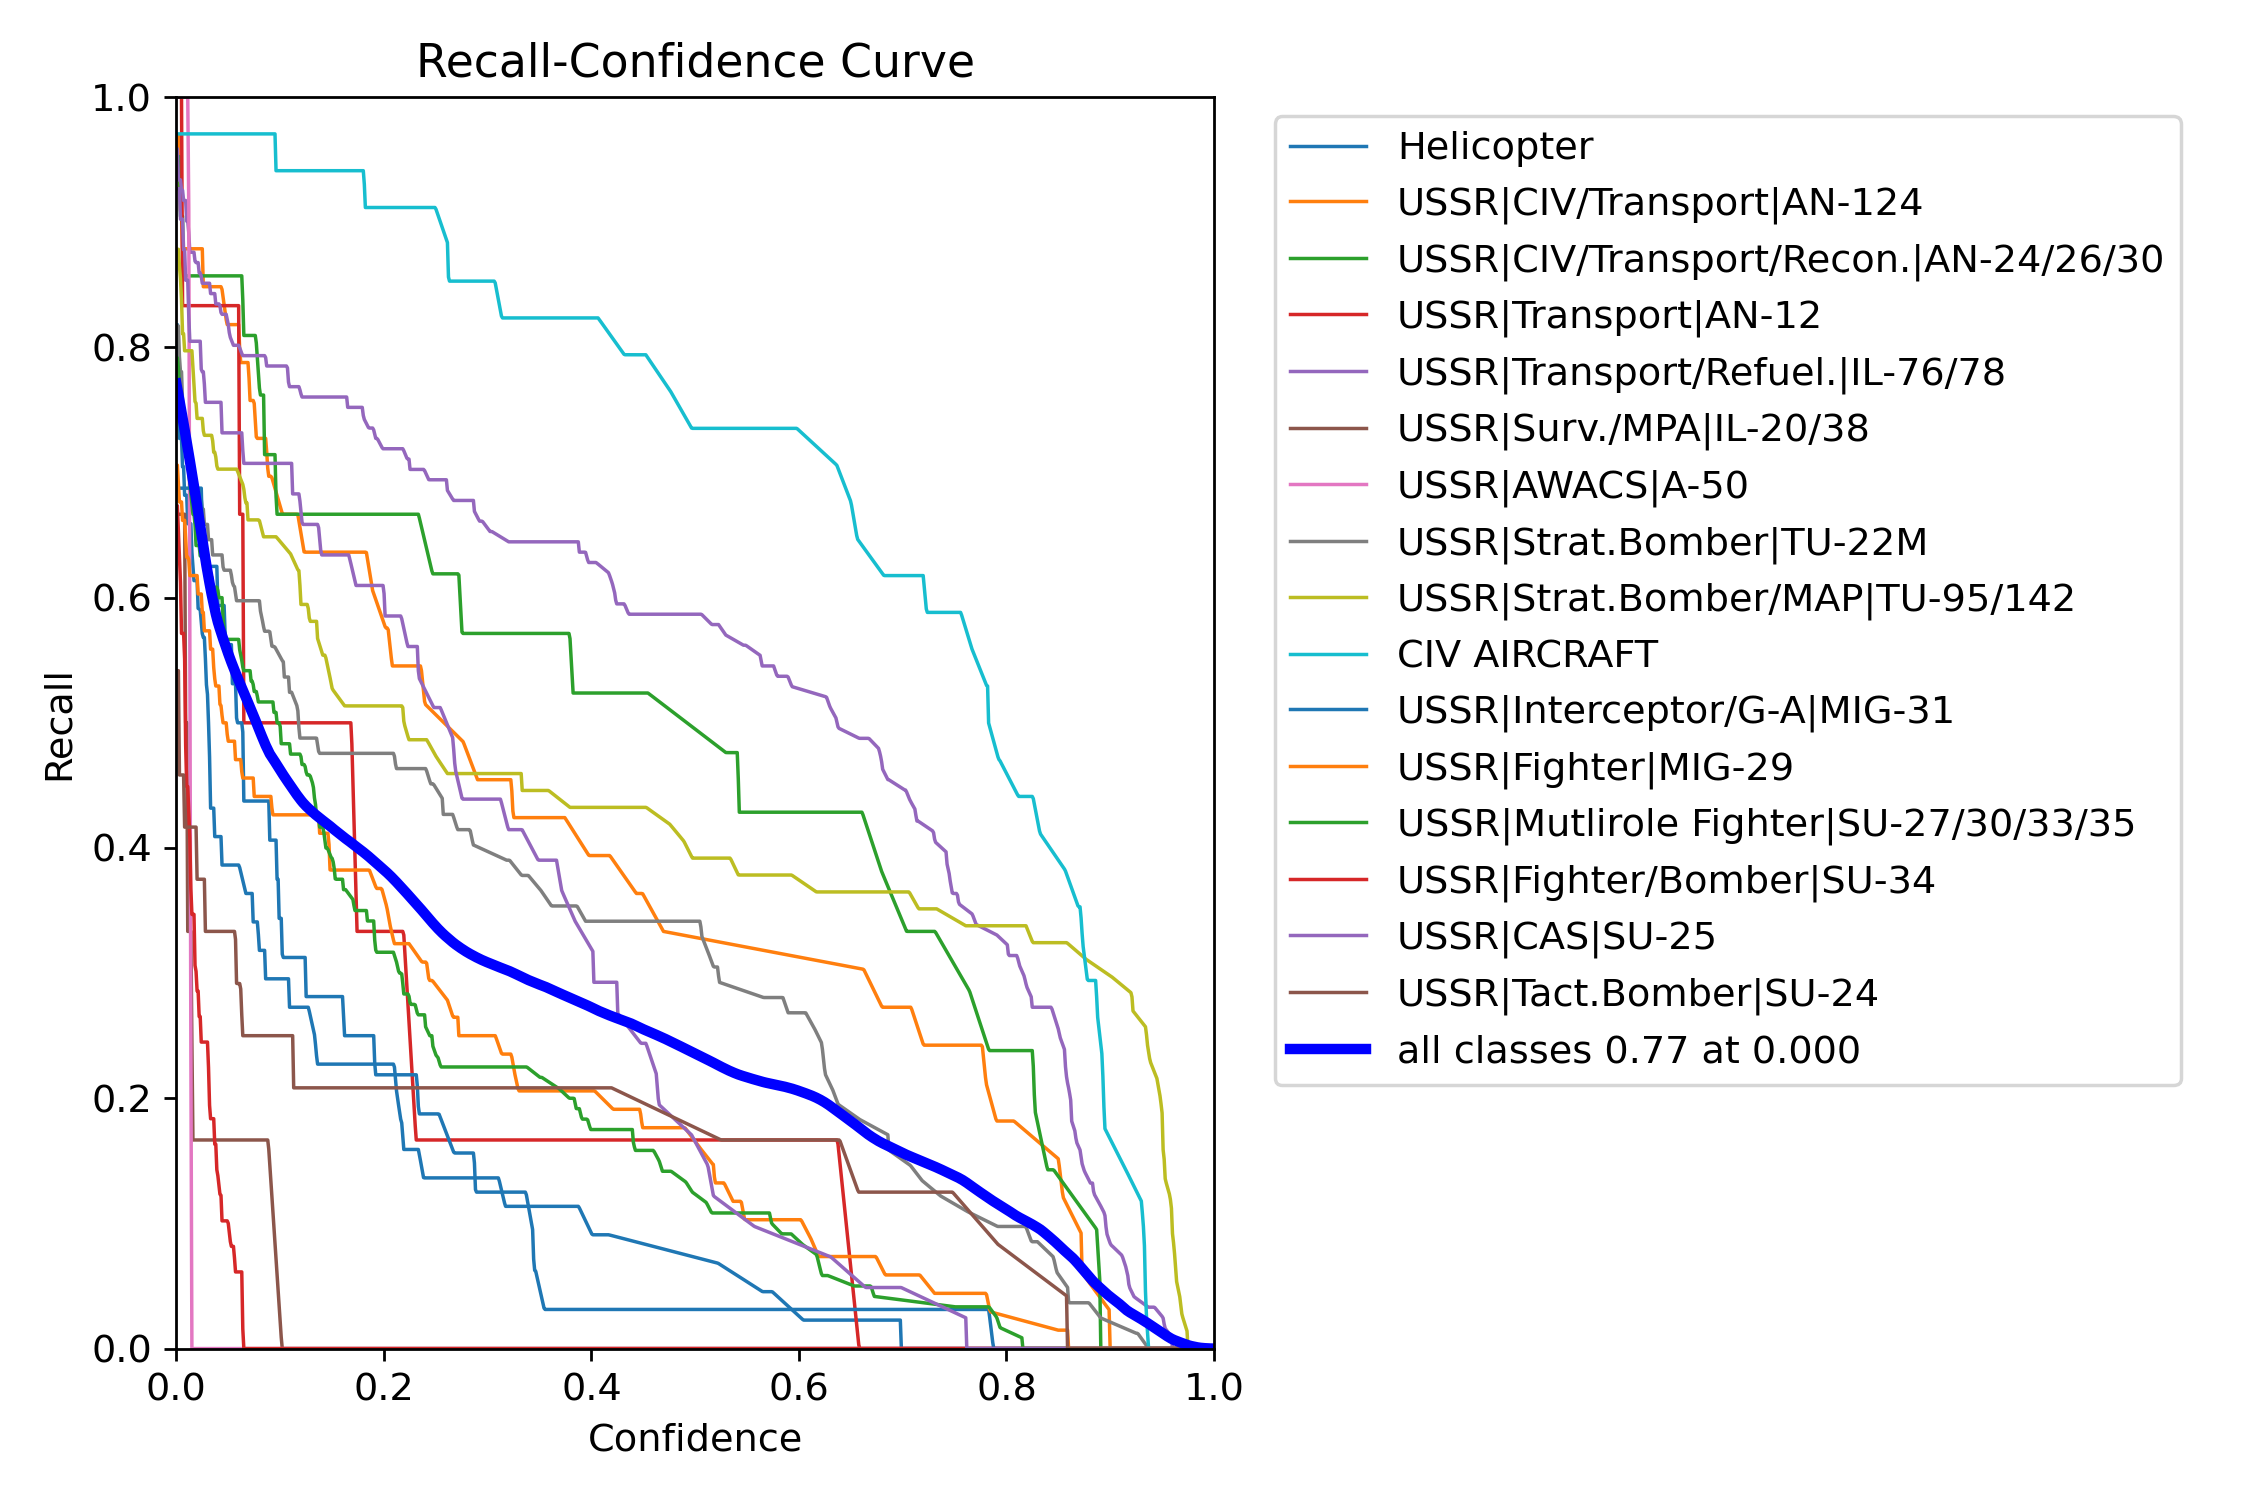 Recall-Confidence Curve
1.0
0.8
0.6
0.4
0.2
0.0
Recall
0.0 0.2 0.4 0.6 0.8 1.0
Confidence
Helicopter
USSR|CIV/Transport|AN-124
USSR|CIV/Transport/Recon.|AN-24/26/30
USSR|Transport|AN-12
USSR|Transport/Refuel.|IL-76/78
USSR|Surv./MPA|IL-20/38
USSR|AWACS|A-50
USSR|Strat.Bomber|TU-22M
USSR|Strat.Bomber/MAP|TU-95/142
CIV AIRCRAFT
USSR|Interceptor/G-A|MIG-31
USSR|Fighter|MIG-29
USSR|Mutlirole Fighter|SU-27/30/33/35
USSR|Fighter/Bomber|SU-34
USSR|CAS|SU-25
USSR|Tact.Bomber|SU-24
all classes 0.77 at 0.000